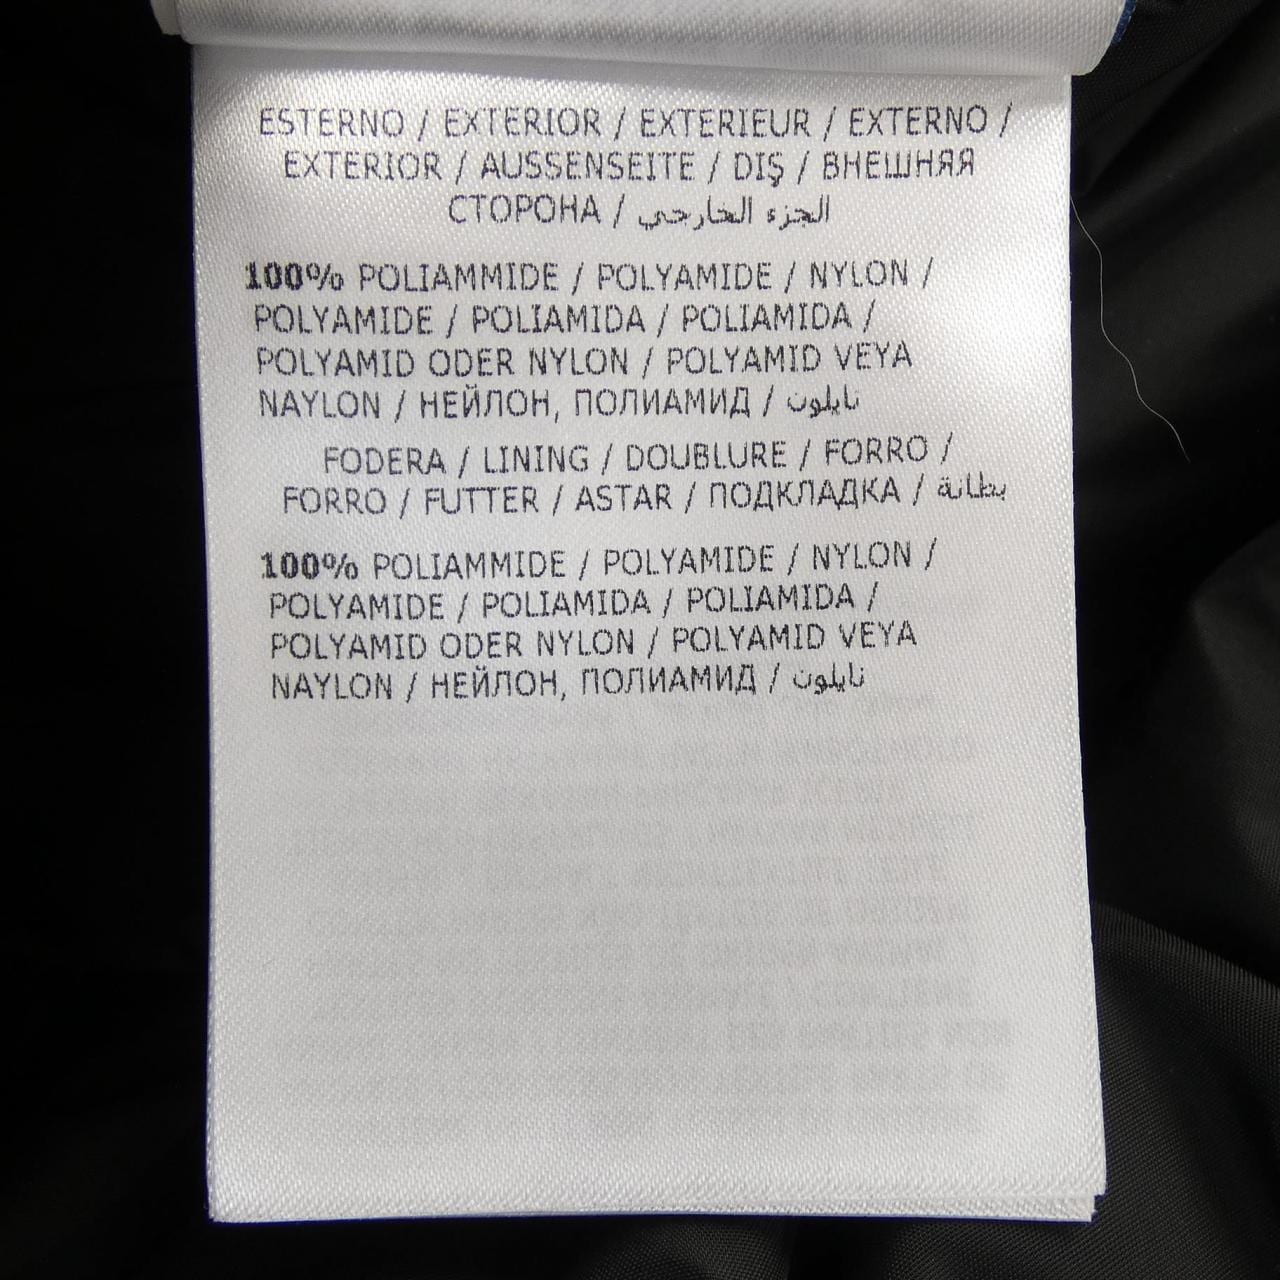 ESTERNO / EXTERIOR / EXTERIEUR / EXTERNO /
EXTERIOR / AUSSENSEITE / DIŞ / ВНЕШНЯЯ
СТОРОНА / الجزء الخارجي
100% POLIAMMIDE / POLYAMIDE / NYLON /
POLYAMIDE / POLIAMIDA / POLIAMIDA /
POLYAMID ODER NYLON / POLYAMID VEYA
NAYLON / НЕЙЛОН, ПОЛИАМИД / نايلون
FODERA / LINING / DOUBLURE / FORRO /
FORRO / FUTTER / ASTAR / ПОДКЛАДКА / بطانة
100% POLIAMMIDE / POLYAMIDE / NYLON /
POLYAMIDE / POLIAMIDA / POLIAMIDA /
POLYAMID ODER NYLON / POLYAMID VEYA
NAYLON / НЕЙЛОН, ПОЛИАМИД / نايلون